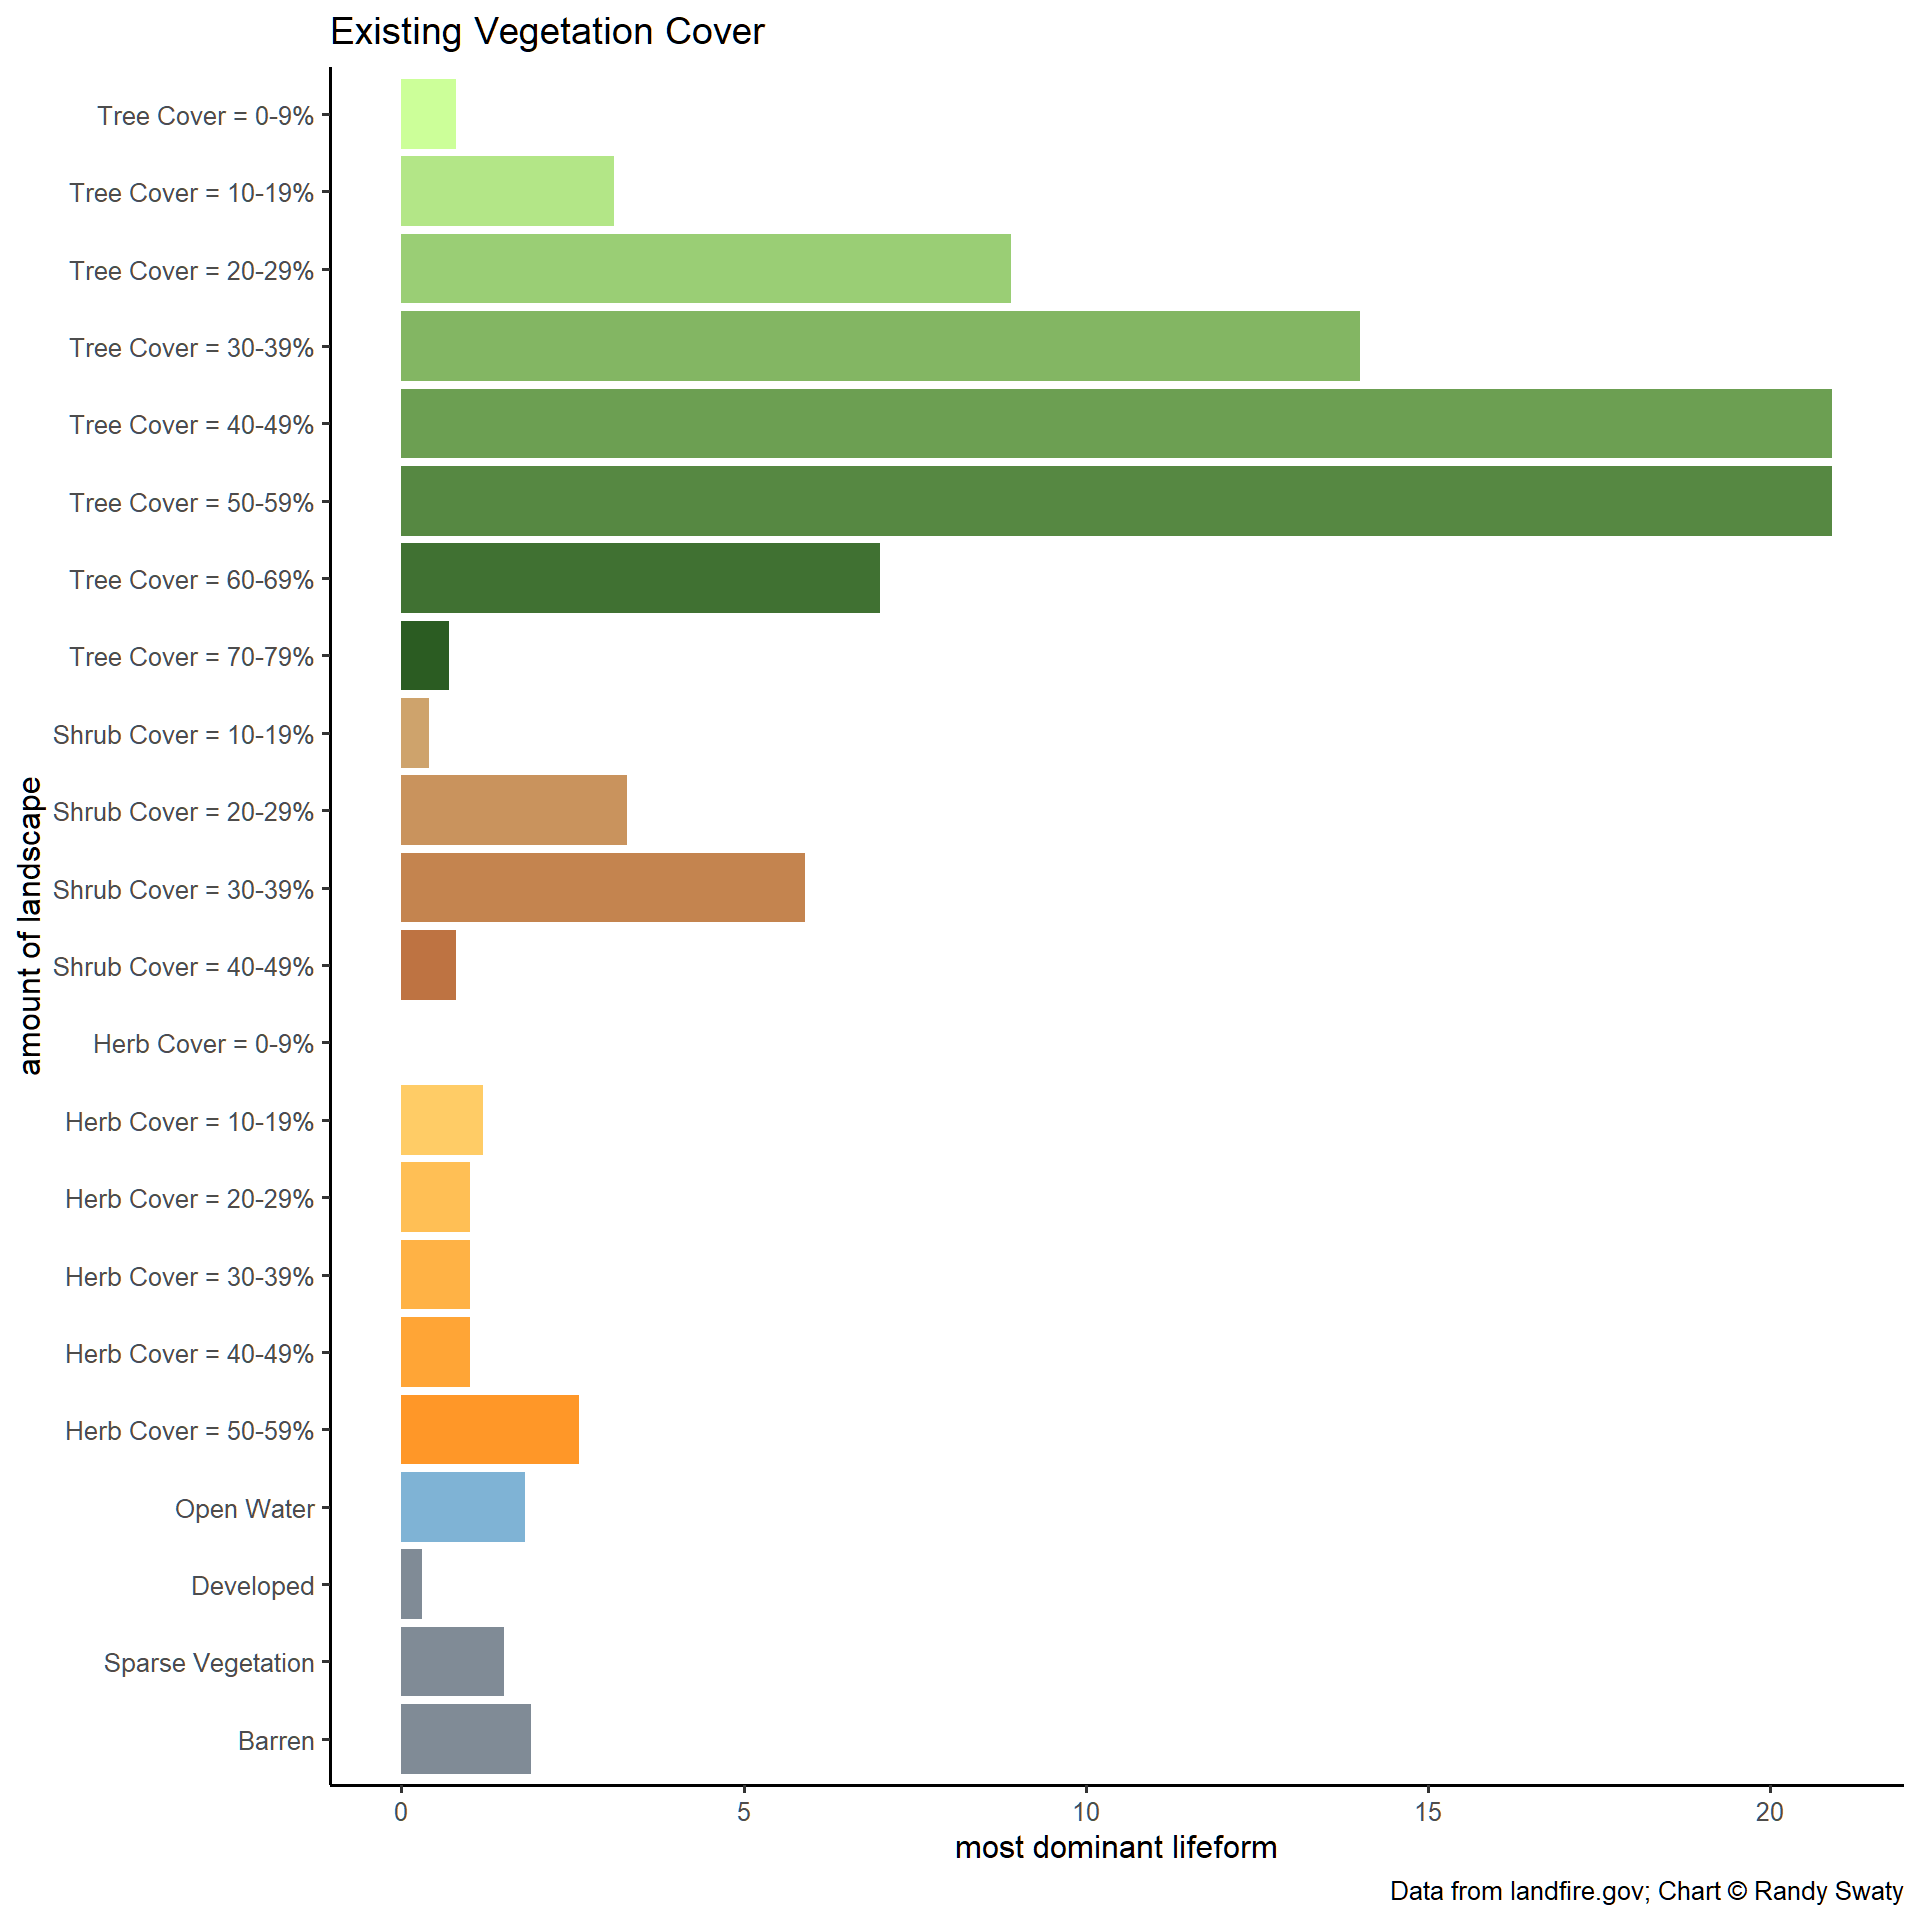 Existing Vegetation Cover
Tree Cover = 0-9%
Tree Cover = 10-19%
Tree Cover = 20-29%
Tree Cover = 30-39%
Tree Cover = 40-49%
Tree Cover = 50-59%
Tree Cover = 60-69%
Tree Cover = 70-79%
Shrub Cover = 10-19%
Shrub Cover = 20-29%
Shrub Cover = 30-39%
Shrub Cover = 40-49%
Herb Cover = 0-9%
Herb Cover = 10-19%
Herb Cover = 20-29%
Herb Cover = 30-39%
Herb Cover = 40-49%
Herb Cover = 50-59%
Open Water
Developed
Sparse Vegetation
Barren
amount of landscape
0 5 10 15 20
most dominant lifeform
Data from landfire.gov; Chart © Randy Swaty